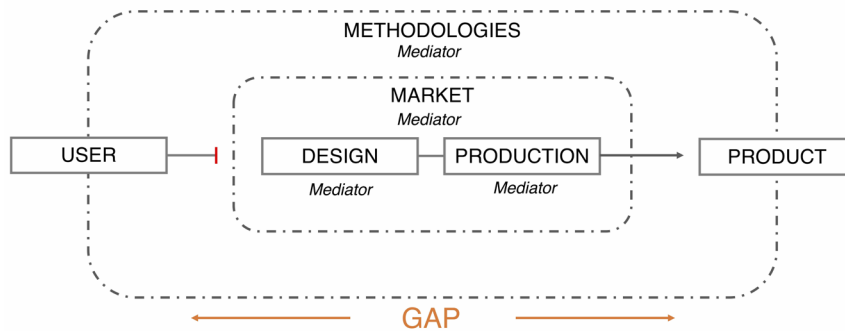 METHODOLOGIES
Mediator
MARKET
Mediator
USER
DESIGN
PRODUCTION
PRODUCT
Mediator
Mediator
GAP